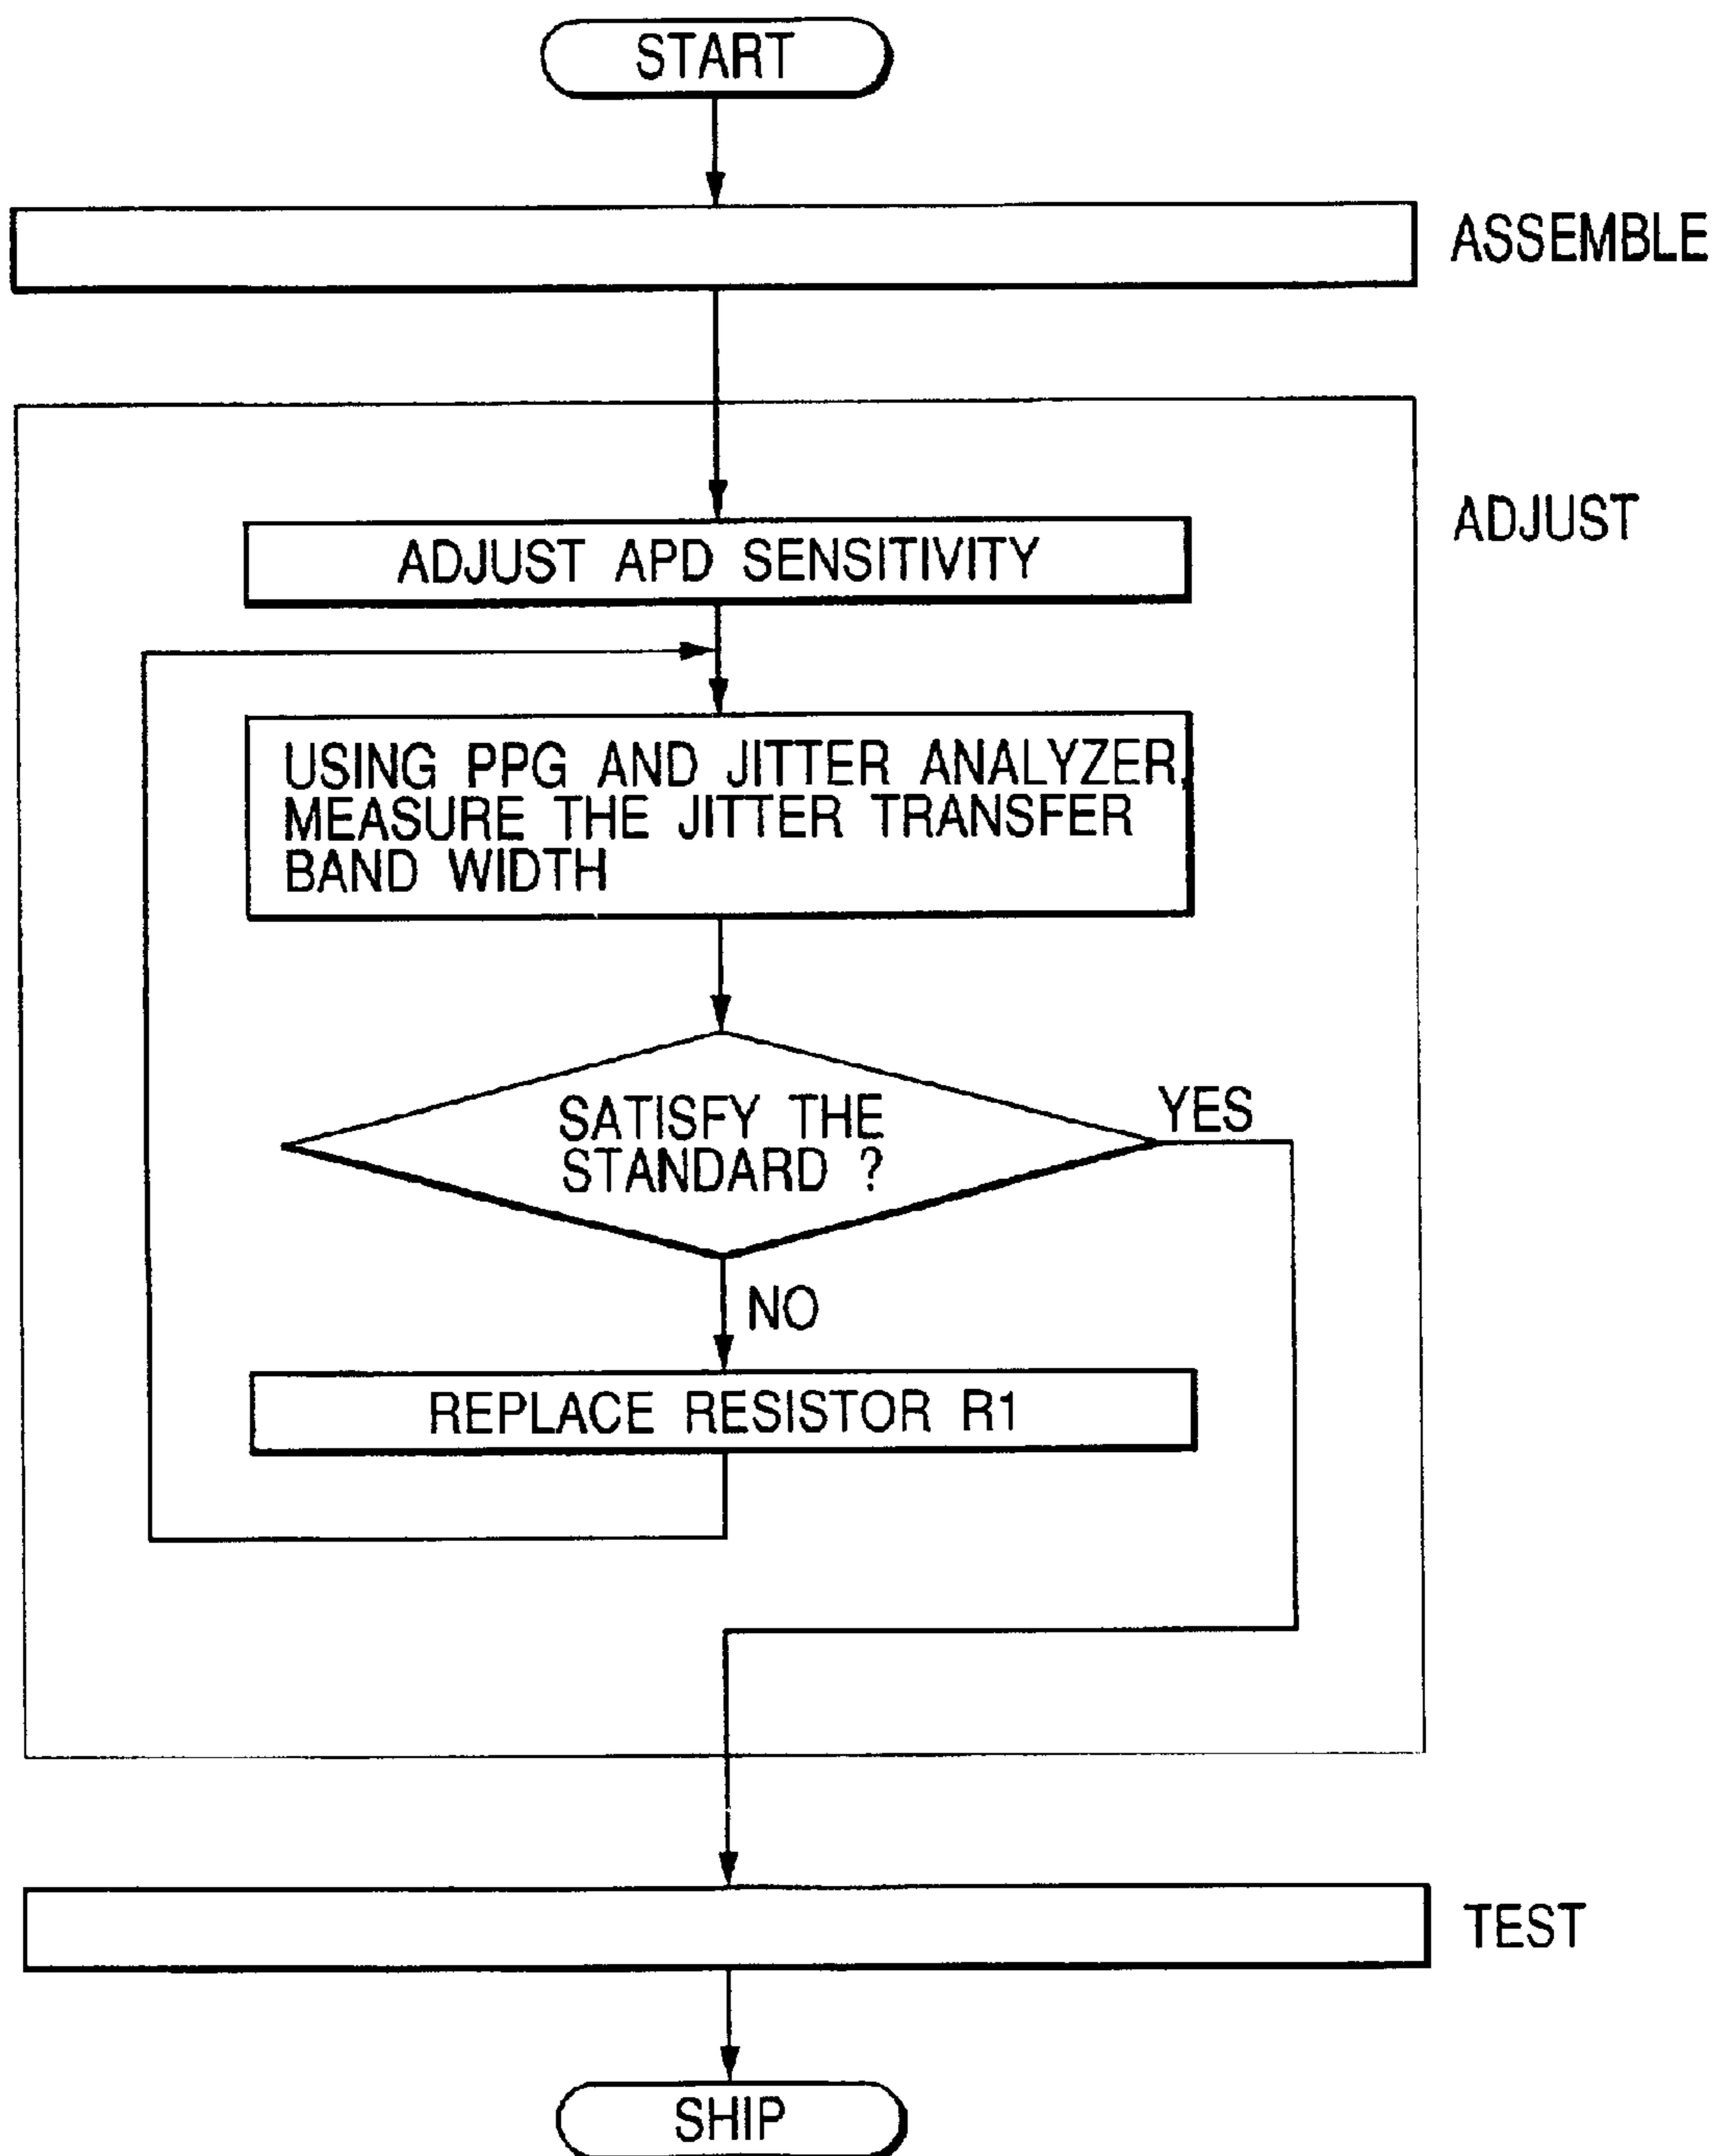 START
ASSEMBLE
ADJUST
ADJUST APD SENSITIVITY
USING PPG AND JITTER ANALYZER,
MEASURE THE JITTER TRANSFER
BAND WIDTH
SATISFY THE
STANDARD ?
YES
NO
REPLACE RESISTOR R1
TEST
SHIP